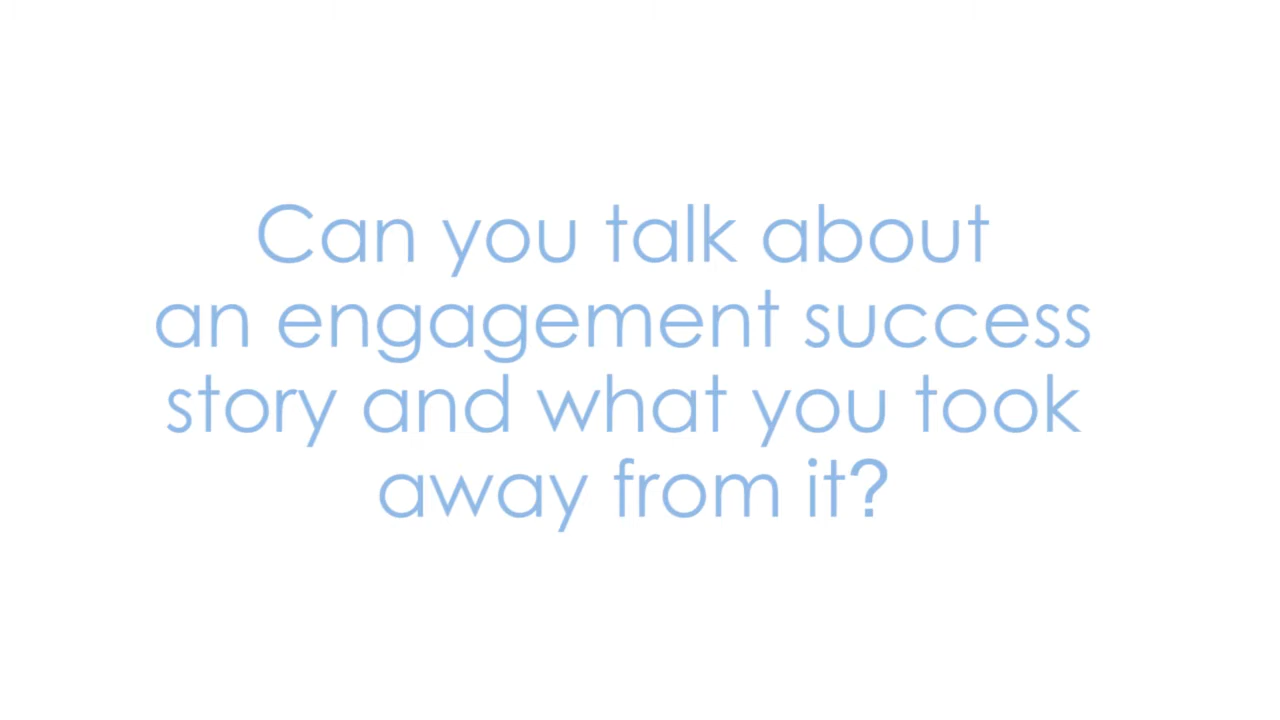 Can you talk about
an engagement success
story and what you took
away from it?